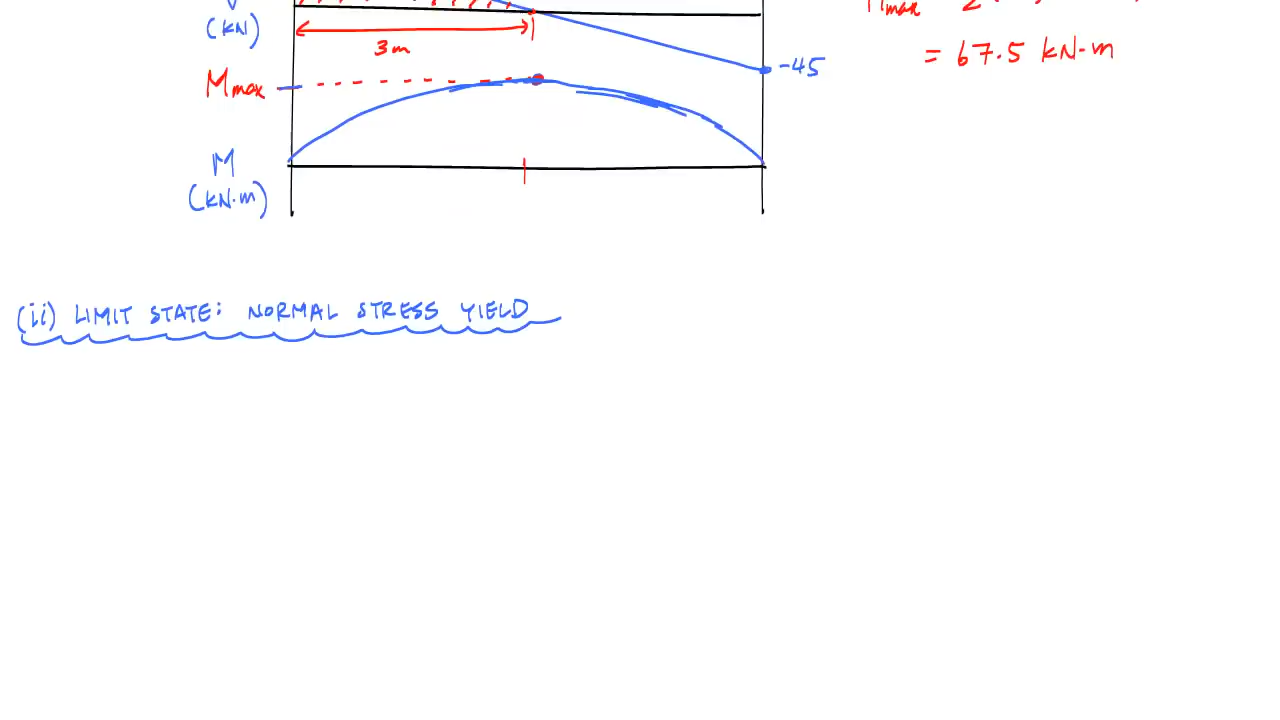 (kN)
3m
-45
Mmax
M
(kN·m)
= 67.5 kN-m
(ii) LIMIT STATE: NORMAL STRESS YIELD